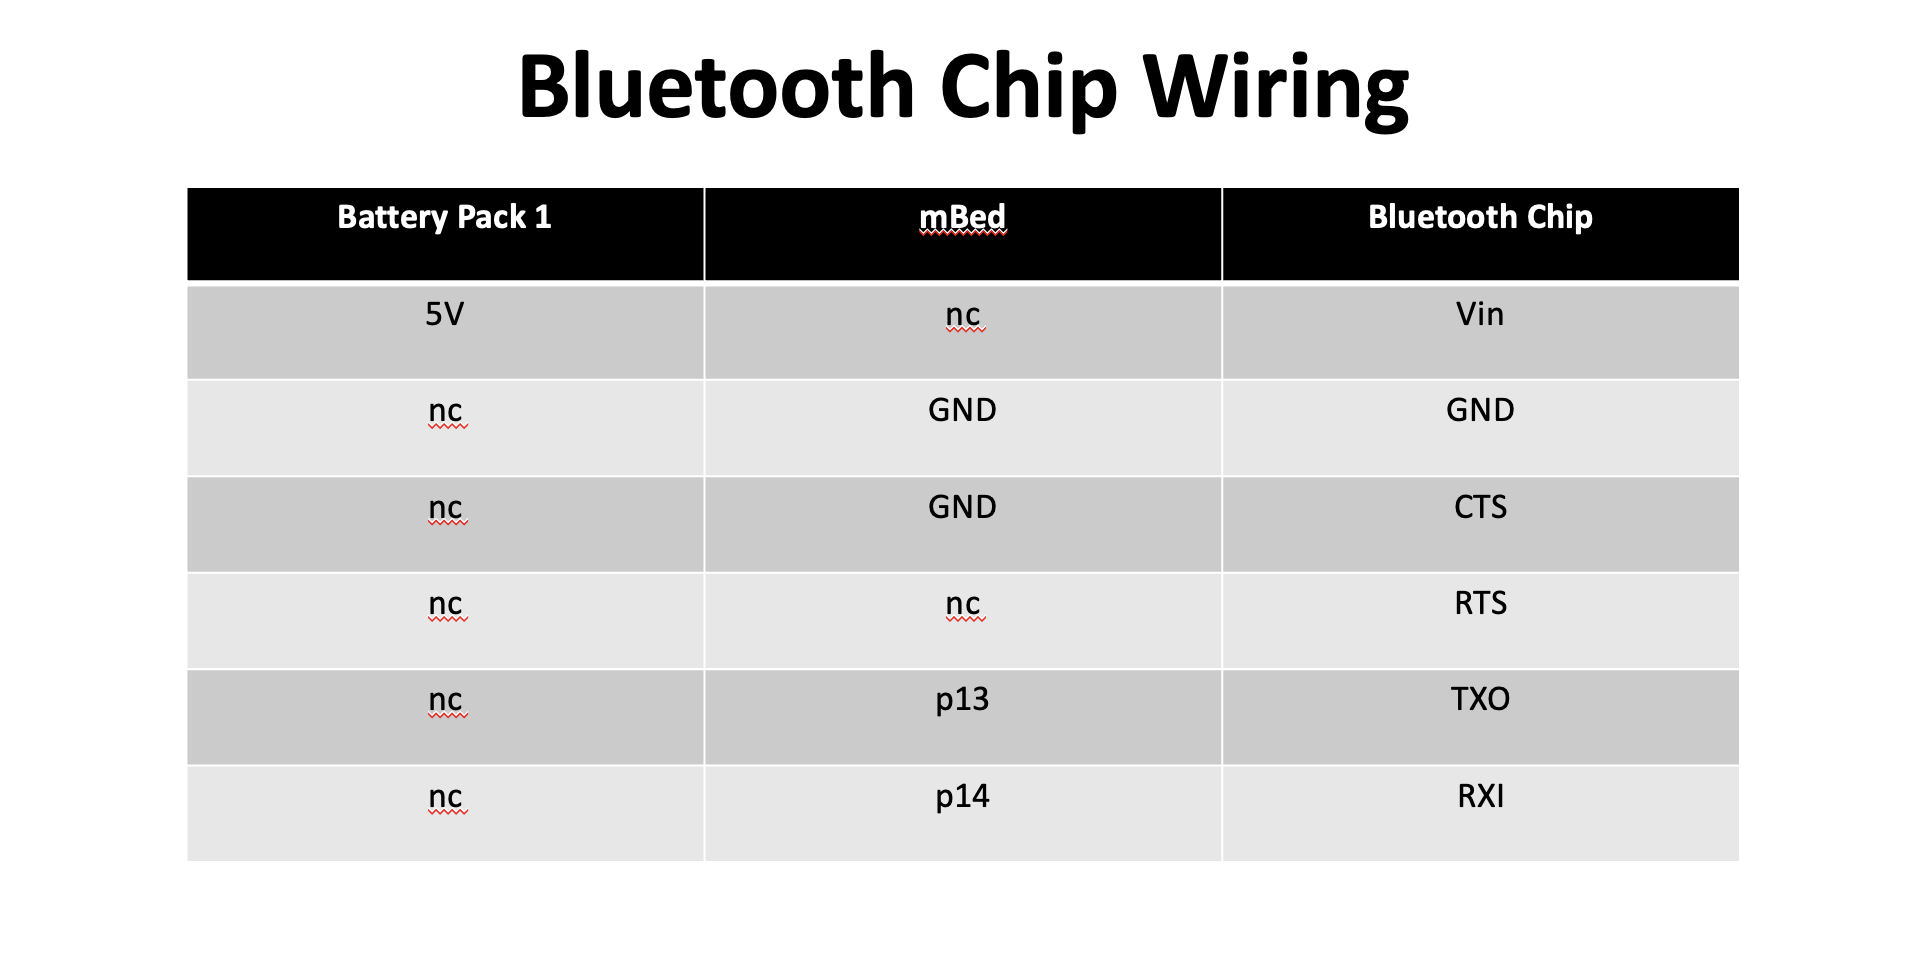 Bluetooth Chip Wiring
Battery Pack 1 mBed Bluetooth Chip
5V nc Vin
nc GND GND
nc GND CTS
nc nc RTS
nc p13 TXO
nc p14 RXI